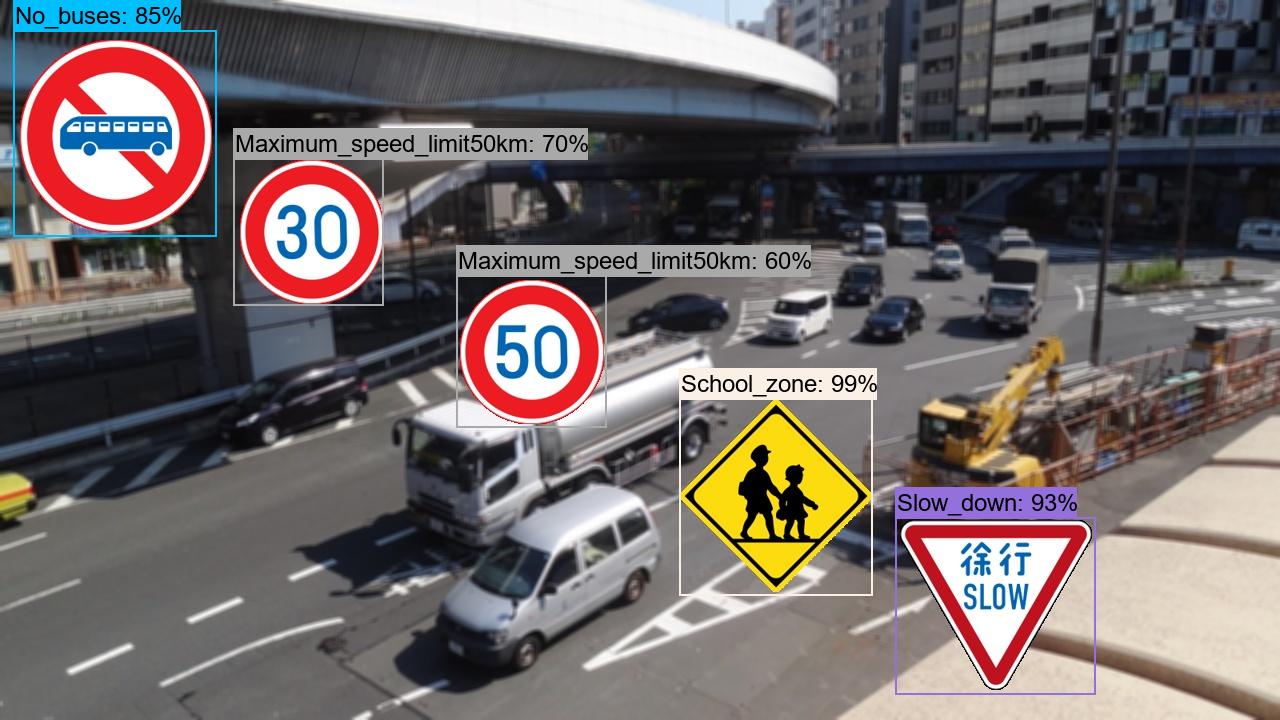 No_buses: 85%
Maximum_speed_limit50km: 70%
30
Maximum_speed_limit50km: 60%
50
School_zone: 99%
Slow_down: 93%
徐行
SLOW